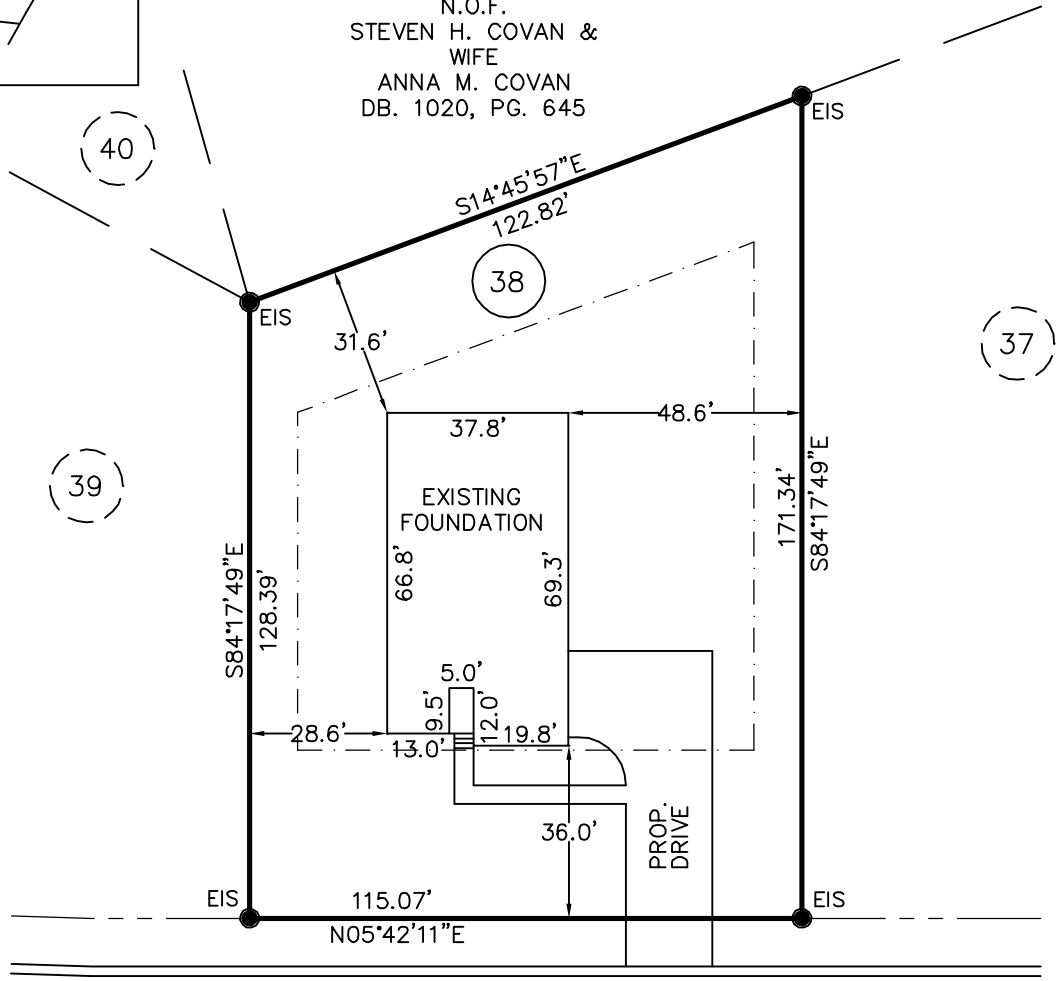 N.O.F.
STEVEN H. COVAN &
WIFE
ANNA M. COVAN
DB. 1020, PG. 645
EIS
40
S14°45'57"E
122.82'
38
EIS
31.6'
37
37.8'
48.6'
39
EXISTING
FOUNDATION
171.34'
S84°17'49"E
66.8'
69.3'
S84°17'49"E
128.39'
5.0'
9.5'
12.0'
28.6'
13.0'
19.8'
36.0'
PROP.
DRIVE
EIS
115.07'
EIS
N05°42'11"E